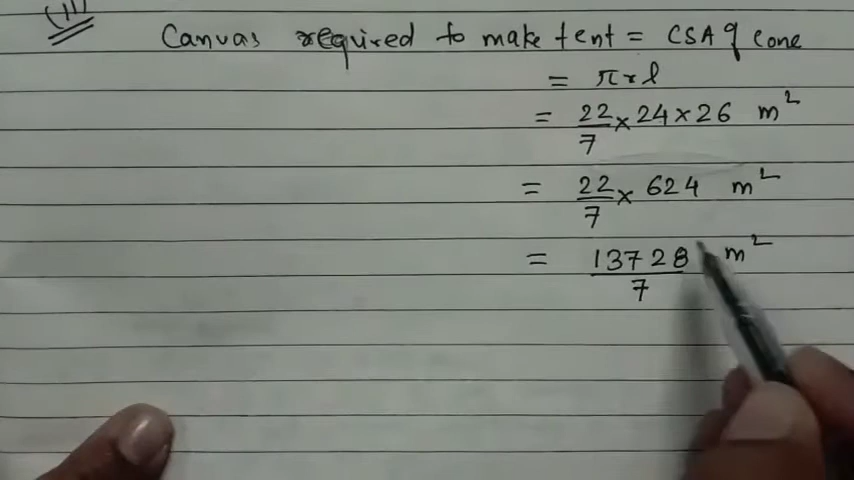 (ii)
Canvas required to make tent = CSA of cone
= πrl
= 22/7 × 24 × 26 m²
= 22/7 × 624 m²
= 13728/7 m²